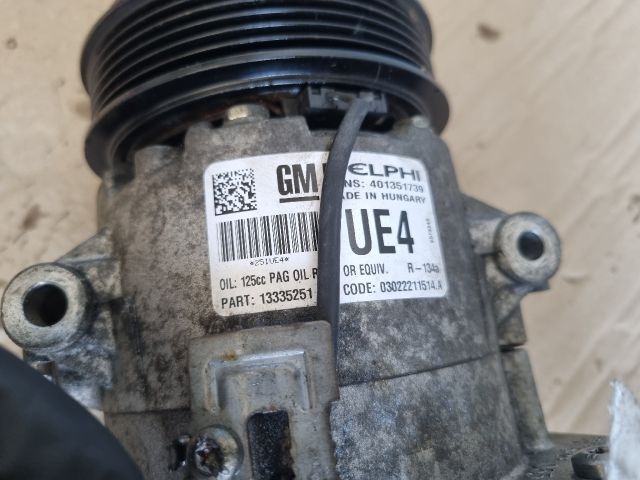 GM ELPHI
NS: 401351739
ADE IN HUNGARY
UE4
*251UE4*
OIL: 125cc PAG OIL OR EQUIV. R-134a
PART: 13335251 CODE: 03022211514.A